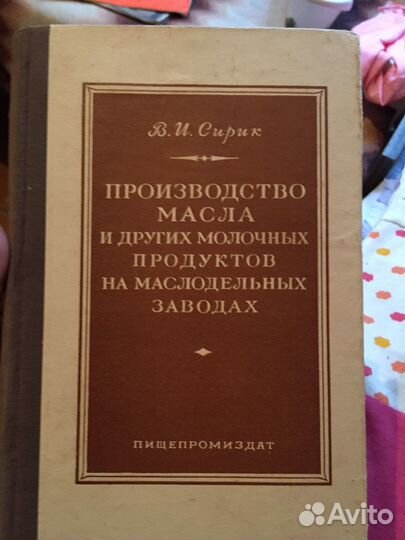 В. И. Сирик
ПРОИЗВОДСТВО
МАСЛА
И ДРУГИХ МОЛОЧНЫХ
ПРОДУКТОВ
НА МАСЛОДЕЛЬНЫХ
ЗАВОДАХ
ПИЩЕПРОМИЗДАТ
Avito